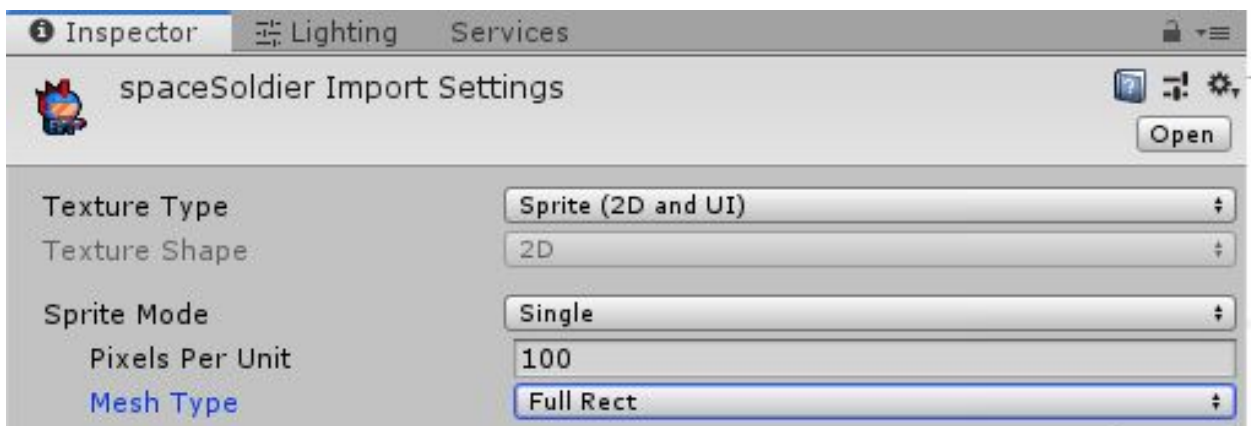 Inspector Lighting Services
spaceSoldier Import Settings
Open
Texture Type Sprite (2D and UI)
Texture Shape 2D
Sprite Mode Single
Pixels Per Unit 100
Mesh Type Full Rect